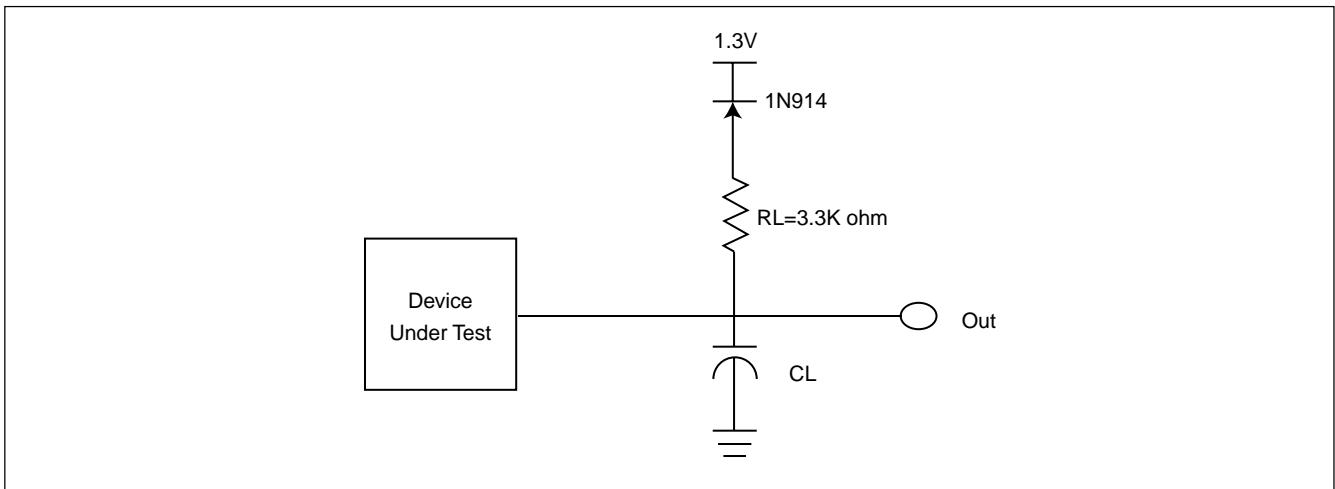 1.3V
1N914
RL=3.3K ohm
Device
Under Test
Out
CL